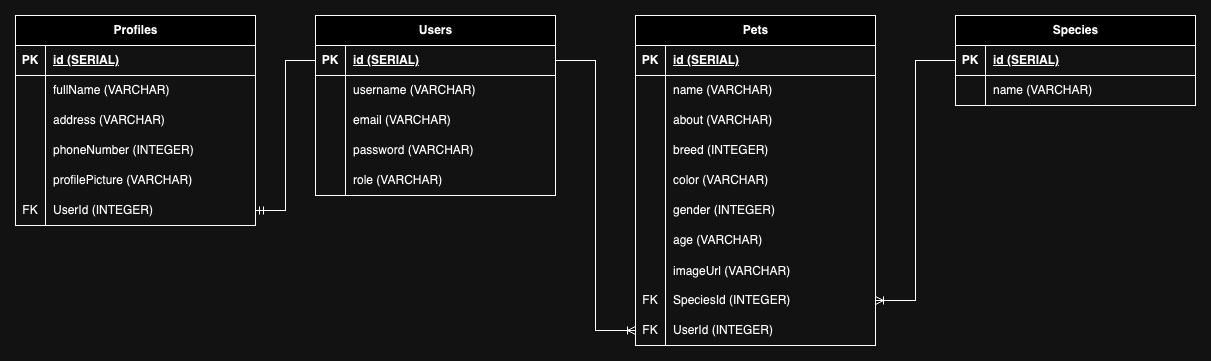 Profiles
PK id (SERIAL)
fullName (VARCHAR)
address (VARCHAR)
phoneNumber (INTEGER)
profilePicture (VARCHAR)
FK UserId (INTEGER)
Users
PK id (SERIAL)
username (VARCHAR)
email (VARCHAR)
password (VARCHAR)
role (VARCHAR)
Pets
PK id (SERIAL)
name (VARCHAR)
about (VARCHAR)
breed (INTEGER)
color (VARCHAR)
gender (INTEGER)
age (VARCHAR)
imageUrl (VARCHAR)
FK SpeciesId (INTEGER)
FK UserId (INTEGER)
Species
PK id (SERIAL)
name (VARCHAR)